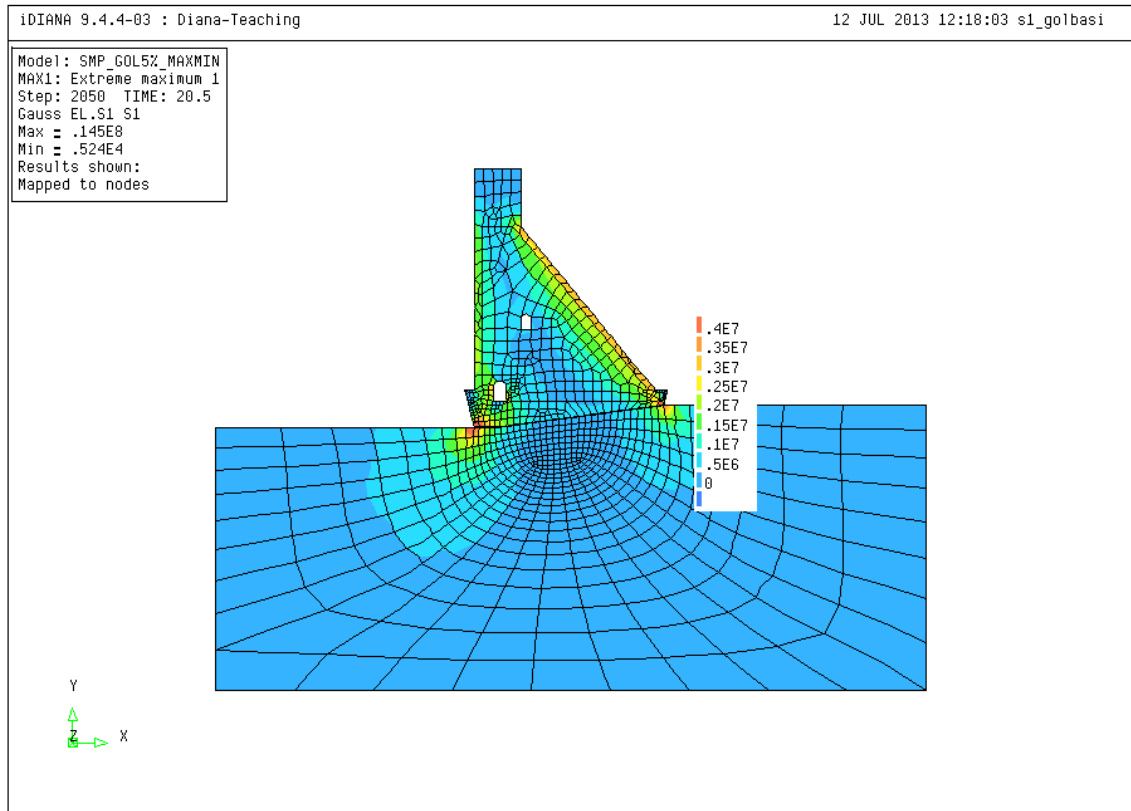 iDIANA 9.4.4-03 : Diana-Teaching 12 JUL 2013 12:18:03 s1_golbasi
Model: SMP_GOL5%_MAXMIN
MAX1: Extreme maximum 1
Step: 2050 TIME: 20.5
Gauss EL.S1 S1
Max = .145E8
Min = .524E4
Results shown:
Mapped to nodes
.4E7
.35E7
.3E7
.25E7
.2E7
.15E7
.1E7
.5E6
0
Y
Z X